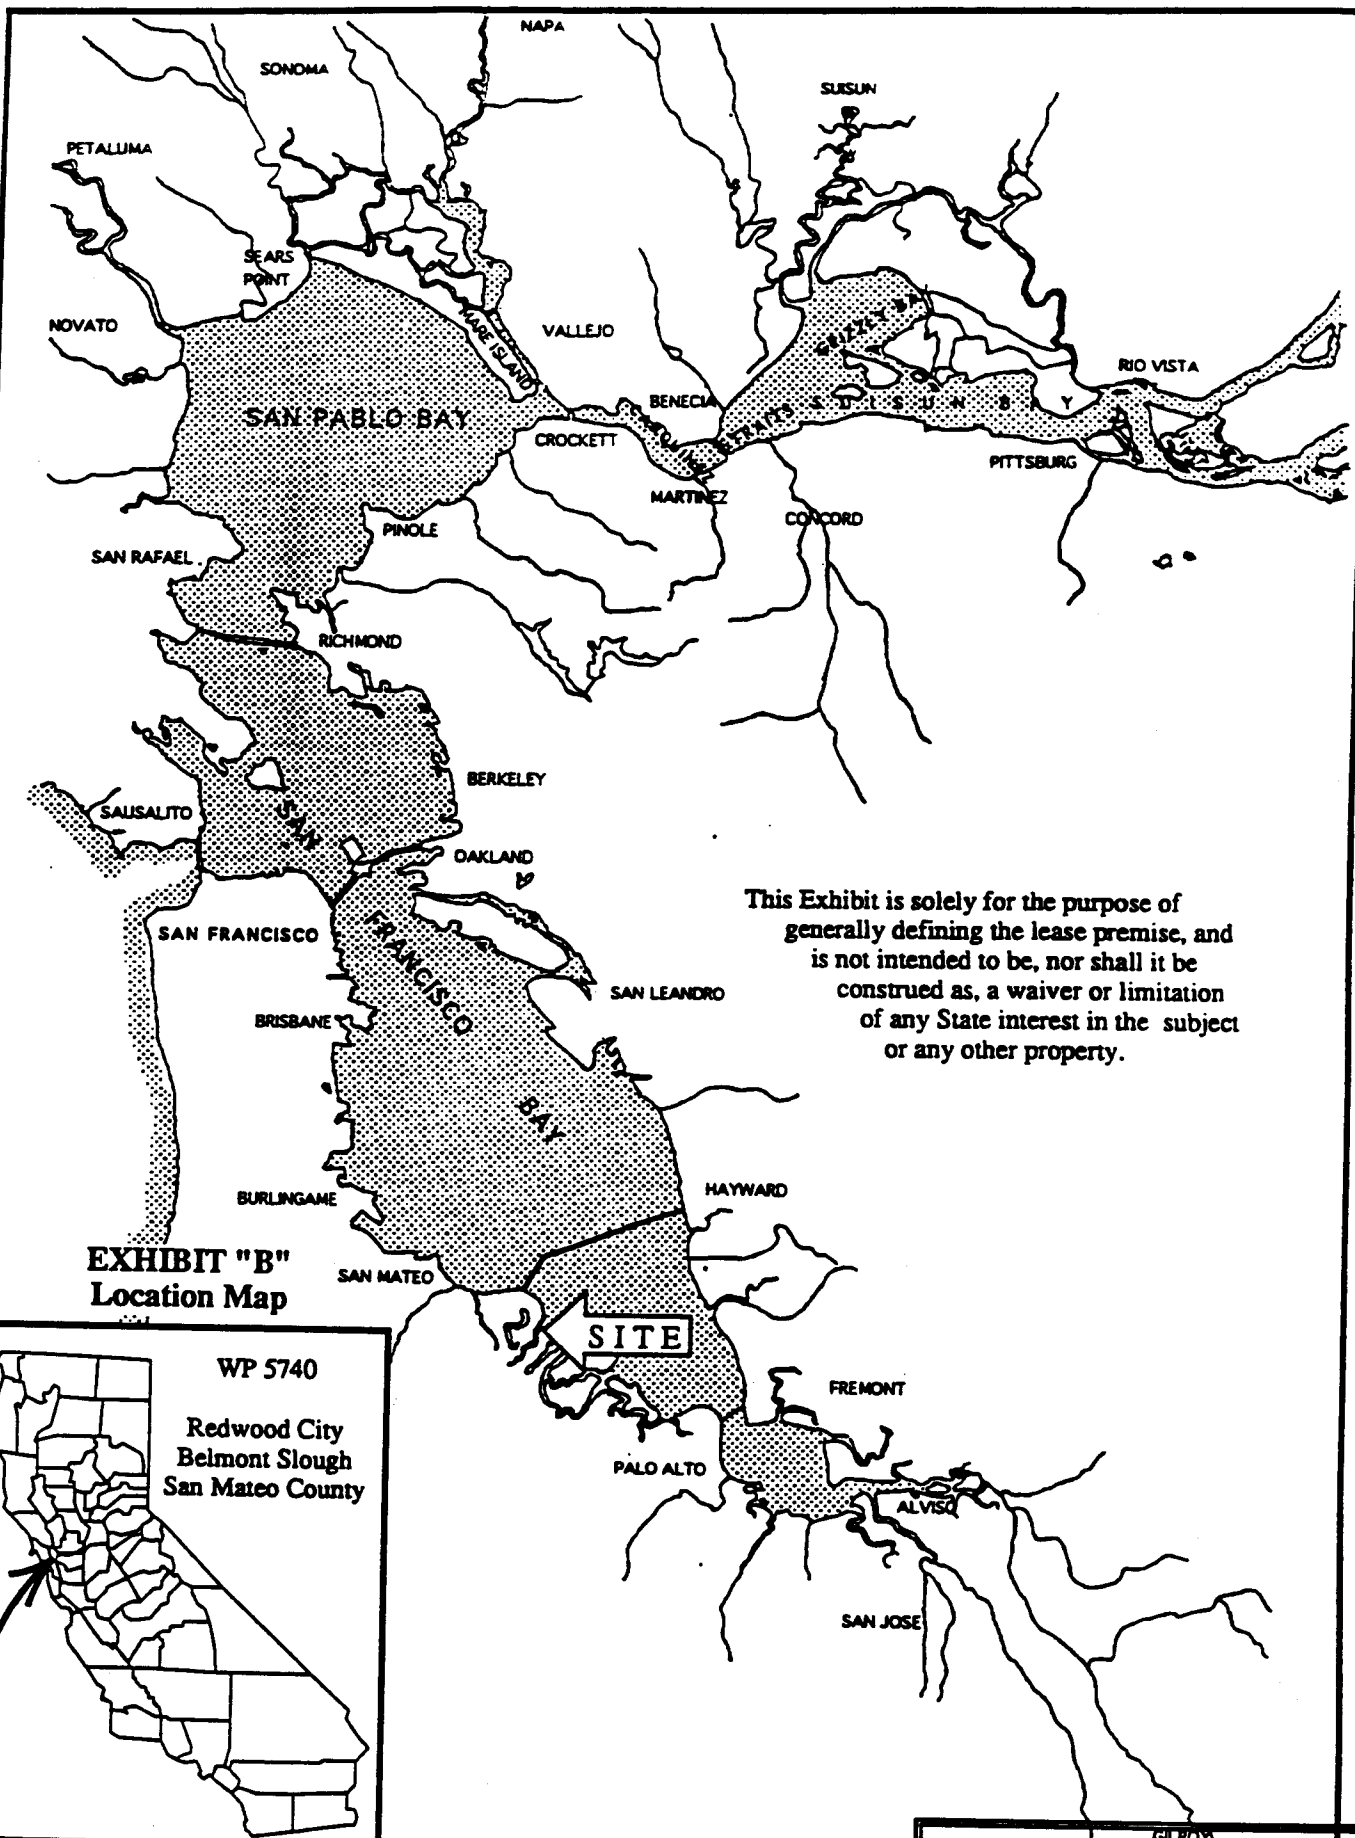 NAPA
SONOMA
SUISUN
PETALUMA
SEARS
POINT
NOVATO
MARE ISLAND
VALLEJO
GRIZZLY BA
RIO VISTA
BENECIA
SAN PABLO BAY
STRAITS
SUISUN BAY
CROCKETT
CARQUINEZ
PITTSBURG
MARTINEZ
CONCORD
PINOLE
SAN RAFAEL
RICHMOND
BERKELEY
SAUSALITO
SAN
OAKLAND
This Exhibit is solely for the purpose of
generally defining the lease premise, and
is not intended to be, nor shall it be
construed as, a waiver or limitation
of any State interest in the subject
or any other property.
SAN FRANCISCO
FRANCISCO
SAN LEANDRO
BRISBANE
BAY
HAYWARD
BURLINGAME
EXHIBIT "B"
Location Map
SAN MATEO
SITE
WP 5740
FREMONT
Redwood City
Belmont Slough
San Mateo County
PALO ALTO
ALVISO
SAN JOSE
GILROY